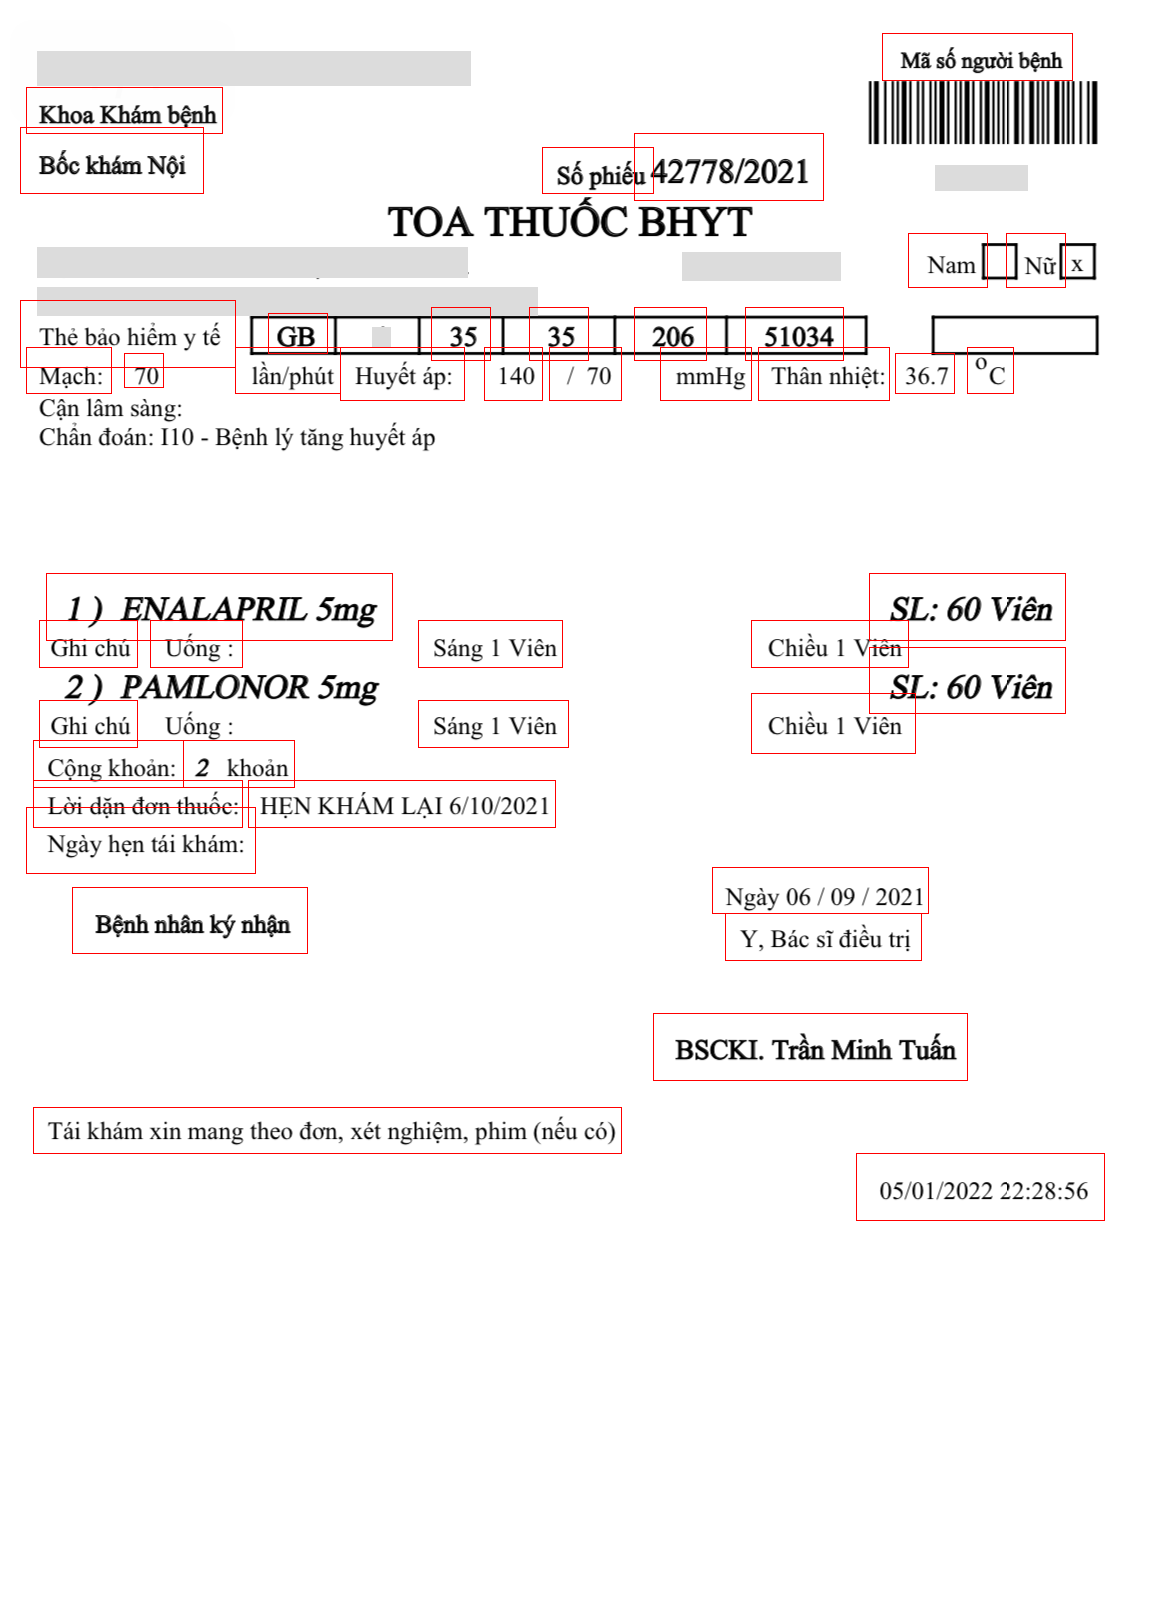 Mã số người bệnh
Khoa Khám bệnh
Bốc khám Nội
Số phiếu 42778/2021
TOA THUỐC BHYT
Nam Nữ x
Thẻ bảo hiểm y tế GB 35 35 206 51034
Mạch: 70 lần/phút Huyết áp: 140 / 70 mmHg Thân nhiệt: 36.7 °C
Cận lâm sàng:
Chẩn đoán: I10 - Bệnh lý tăng huyết áp
1 ) ENALAPRIL 5mg SL: 60 Viên
Ghi chú Uống : Sáng 1 Viên Chiều 1 Viên
2 ) PAMLONOR 5mg SL: 60 Viên
Ghi chú Uống : Sáng 1 Viên Chiều 1 Viên
Cộng khoản: 2 khoản
Lời dặn đơn thuốc: HẸN KHÁM LẠI 6/10/2021
Ngày hẹn tái khám:
Ngày 06 / 09 / 2021
Bệnh nhân ký nhận
Y, Bác sĩ điều trị
BSCKI. Trần Minh Tuấn
Tái khám xin mang theo đơn, xét nghiệm, phim (nếu có)
05/01/2022 22:28:56